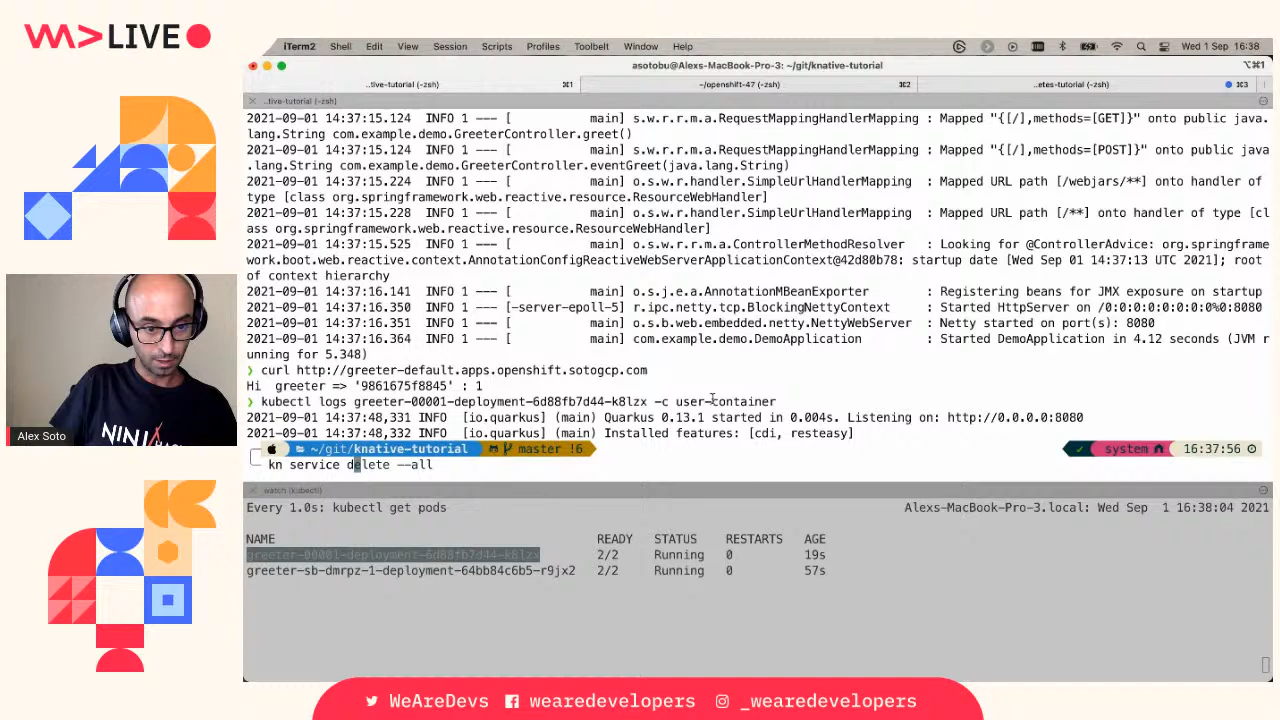 WA>LIVE
iTerm2 Shell Edit View Session Scripts Profiles Toolbelt Window Help
Wed 1 Sep 16:38
asotobu@Alexs-MacBook-Pro-3: ~/git/knative-tutorial
⌥⌘1
..tive-tutorial (-zsh) ⌘1
~/openshift-47 (-zsh) ⌘2
..etes-tutorial (-zsh) ⌘3
..tive-tutorial (-zsh)
2021-09-01 14:37:15.124 INFO 1 --- [ main] s.w.r.r.m.a.RequestMappingHandlerMapping : Mapped "{[/],methods=[GET]}" onto public java.
lang.String com.example.demo.GreeterController.greet()
2021-09-01 14:37:15.124 INFO 1 --- [ main] s.w.r.r.m.a.RequestMappingHandlerMapping : Mapped "{[/],methods=[POST]}" onto public java
.lang.String com.example.demo.GreeterController.eventGreet(java.lang.String)
2021-09-01 14:37:15.224 INFO 1 --- [ main] o.s.w.r.handler.SimpleUrlHandlerMapping : Mapped URL path [/webjars/**] onto handler of
type [class org.springframework.web.reactive.resource.ResourceWebHandler]
2021-09-01 14:37:15.228 INFO 1 --- [ main] o.s.w.r.handler.SimpleUrlHandlerMapping : Mapped URL path [/**] onto handler of type [cl
ass org.springframework.web.reactive.resource.ResourceWebHandler]
2021-09-01 14:37:15.525 INFO 1 --- [ main] o.s.w.r.r.m.a.ControllerMethodResolver : Looking for @ControllerAdvice: org.springframe
work.boot.web.reactive.context.AnnotationConfigReactiveWebServerApplicationContext@42d80b78: startup date [Wed Sep 01 14:37:13 UTC 2021]; root
of context hierarchy
2021-09-01 14:37:16.141 INFO 1 --- [ main] o.s.j.e.a.AnnotationMBeanExporter : Registering beans for JMX exposure on startup
2021-09-01 14:37:16.350 INFO 1 --- [-server-epoll-5] r.ipc.netty.tcp.BlockingNettyContext : Started HttpServer on /0:0:0:0:0:0:0:0%0:8080
2021-09-01 14:37:16.351 INFO 1 --- [ main] o.s.b.web.embedded.netty.NettyWebServer : Netty started on port(s): 8080
2021-09-01 14:37:16.364 INFO 1 --- [ main] com.example.demo.DemoApplication : Started DemoApplication in 4.12 seconds (JVM r
unning for 5.348)
❯ curl http://greeter-default.apps.openshift.sotogcp.com
Hi greeter => '9861675f8845' : 1
❯ kubectl logs greeter-00001-deployment-6d88fb7d44-k8lzx -c user-container
2021-09-01 14:37:48,331 INFO [io.quarkus] (main) Quarkus 0.13.1 started in 0.004s. Listening on: http://0.0.0.0:8080
2021-09-01 14:37:48,332 INFO [io.quarkus] (main) Installed features: [cdi, resteasy]
~/git/knative-tutorial master !6 ✓ system 16:37:56
kn service delete --all
watch (kubectl)
Every 1.0s: kubectl get pods Alexs-MacBook-Pro-3.local: Wed Sep 1 16:38:04 2021
NAME READY STATUS RESTARTS AGE
greeter-00001-deployment-6d88fb7d44-k8lzx 2/2 Running 0 19s
greeter-sb-dmrpz-1-deployment-64bb84c6b5-r9jx2 2/2 Running 0 57s
Alex Soto
WeAreDevs wearedevelopers _wearedevelopers